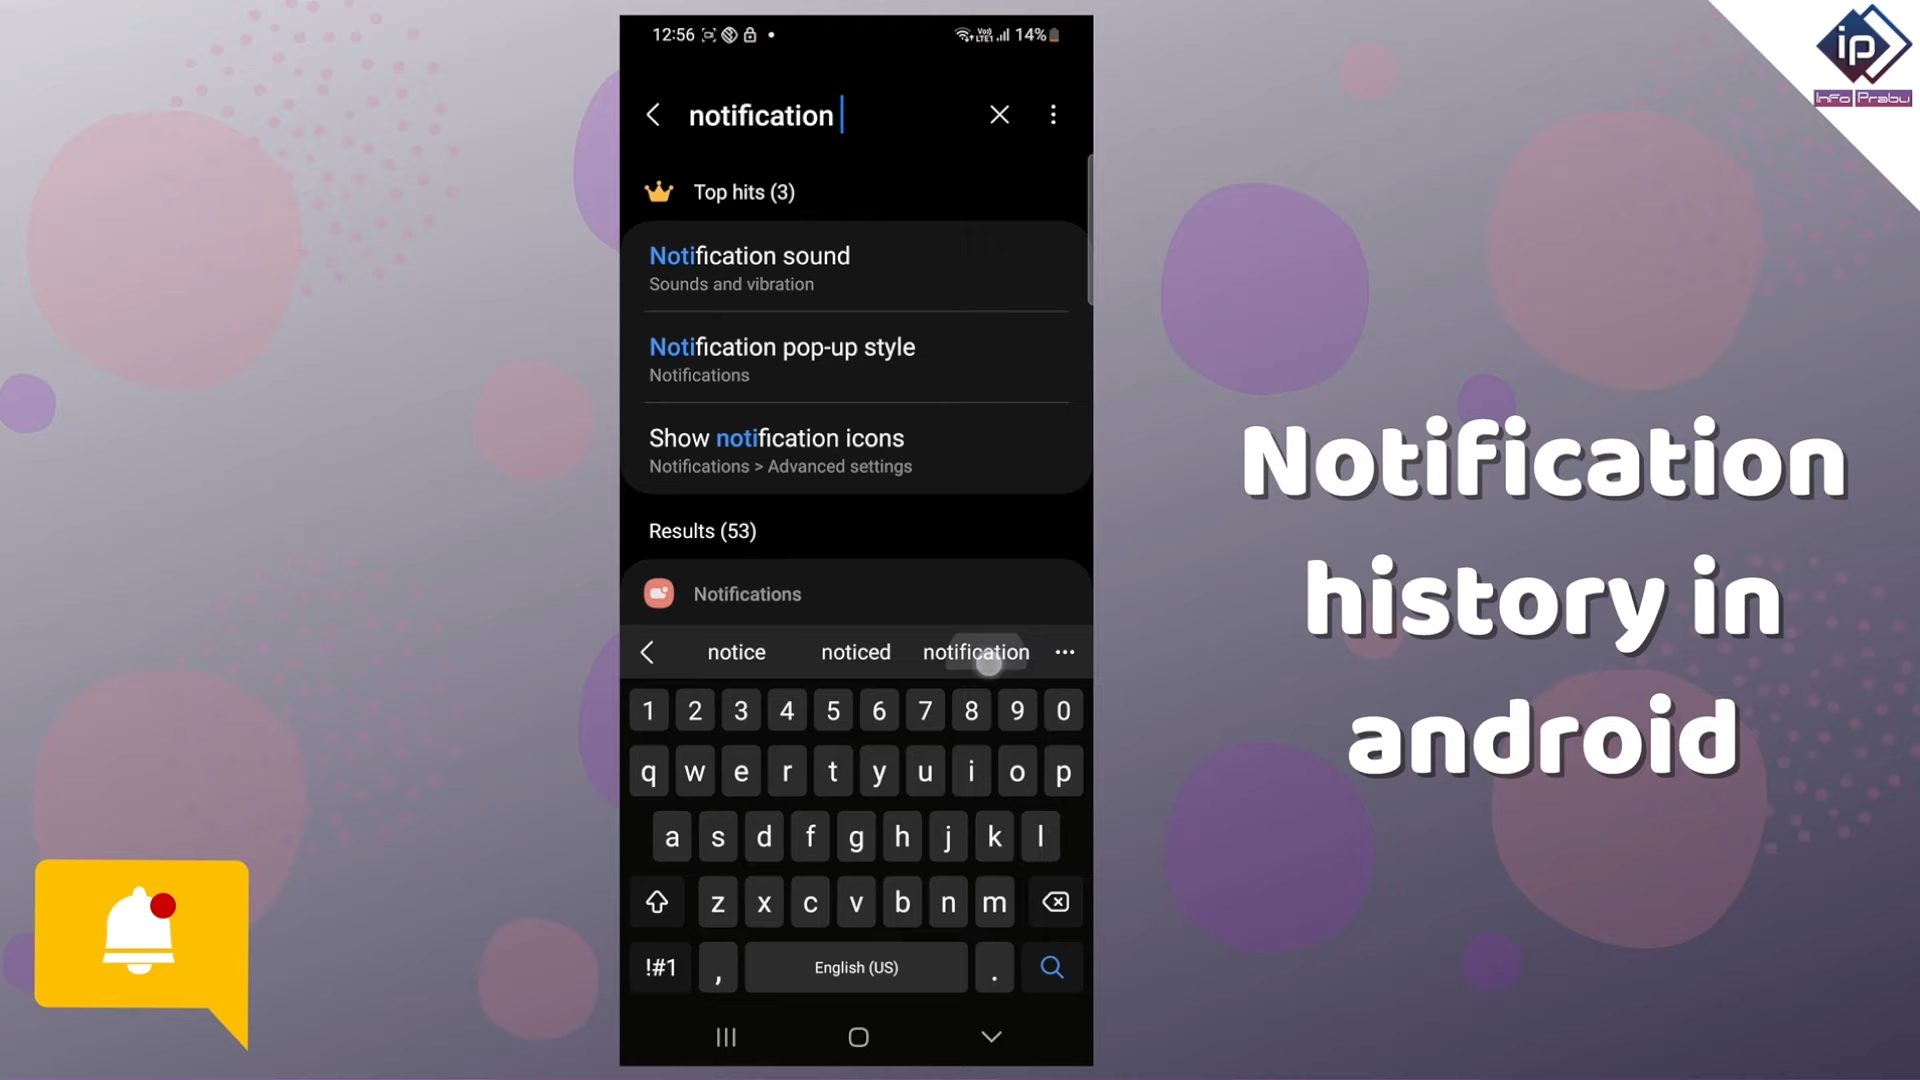 12:56
Vo)) LTE1 14%
notification
Top hits (3)
Notification sound
Sounds and vibration
Notification pop-up style
Notifications
Show notification icons
Notifications > Advanced settings
Results (53)
Notifications
notice noticed notification
1 2 3 4 5 6 7 8 9 0
q w e r t y u i o p
a s d f g h j k l
z x c v b n m
!#1 , English (US) .
Notification
history in
android
ip
Info Prabu